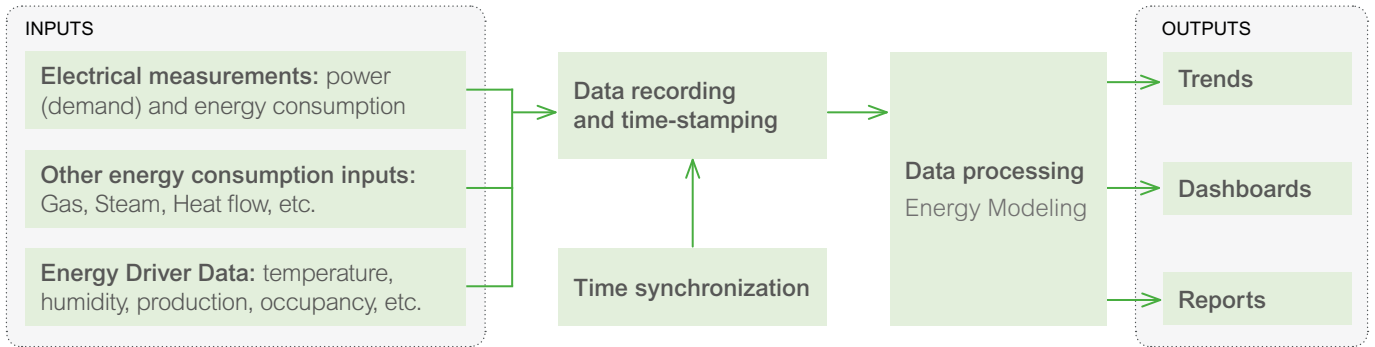 INPUTS
Electrical measurements: power
(demand) and energy consumption
Other energy consumption inputs:
Gas, Steam, Heat flow, etc.
Energy Driver Data: temperature,
humidity, production, occupancy, etc.
Data recording
and time-stamping
Time synchronization
Data processing
Energy Modeling
OUTPUTS
Trends
Dashboards
Reports